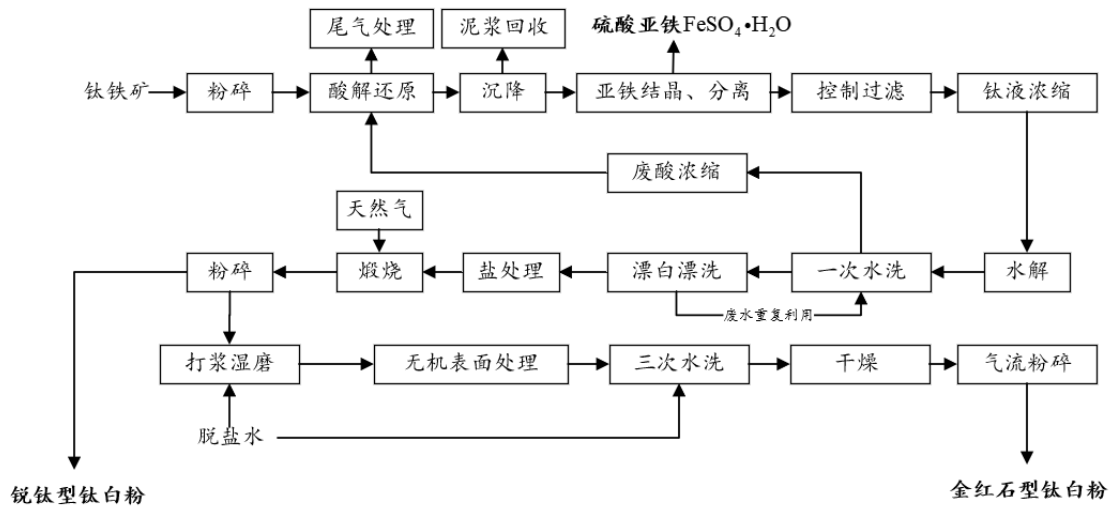 尾气处理
泥浆回收
硫酸亚铁FeSO₄•H₂O
钛铁矿
粉碎
酸解还原
沉降
亚铁结晶、分离
控制过滤
钛液浓缩
废酸浓缩
天然气
粉碎
煅烧
盐处理
漂白漂洗
一次水洗
水解
废水重复利用
打浆湿磨
无机表面处理
三次水洗
干燥
气流粉碎
脱盐水
锐钛型钛白粉
金红石型钛白粉